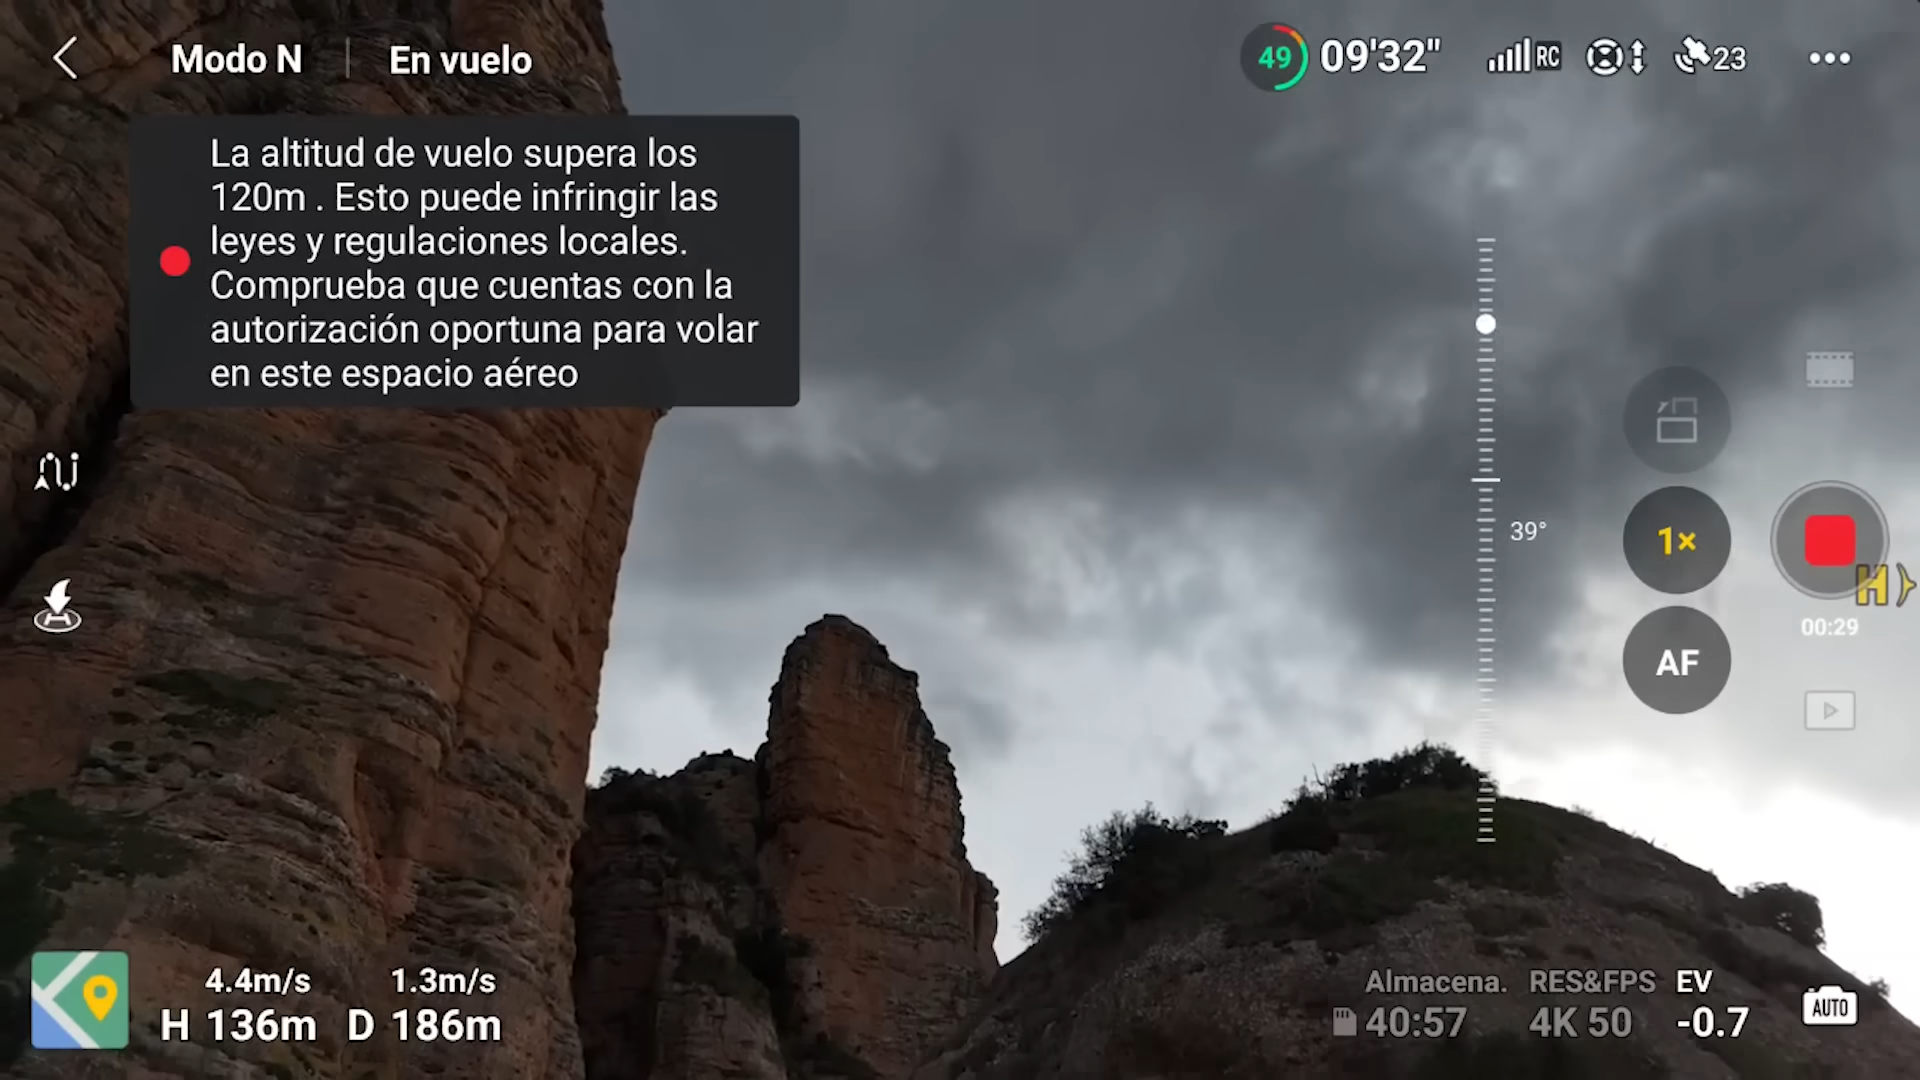 Modo N | En vuelo
49 09'32" RC 23
La altitud de vuelo supera los
120m . Esto puede infringir las
leyes y regulaciones locales.
Comprueba que cuentas con la
autorización oportuna para volar
en este espacio aéreo
39°
1×
H
00:29
AF
4.4m/s 1.3m/s
H 136m D 186m
Almacena. RES&FPS EV
40:57 4K 50 -0.7
AUTO